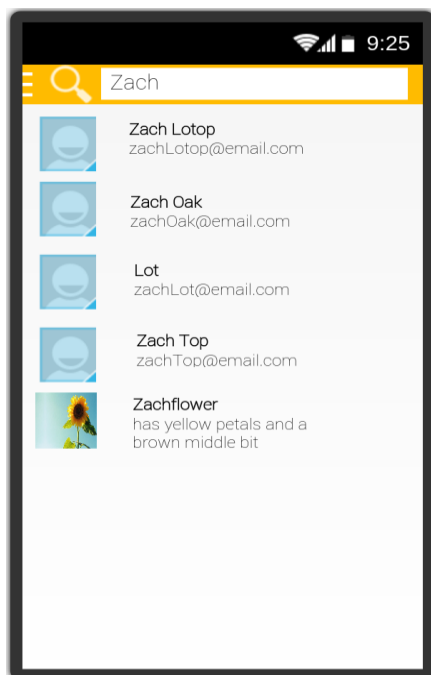 9:25
Zach
Zach Lotop
zachLotop@email.com
Zach Oak
zachOak@email.com
Lot
zachLot@email.com
Zach Top
zachTop@email.com
Zachflower
has yellow petals and a
brown middle bit